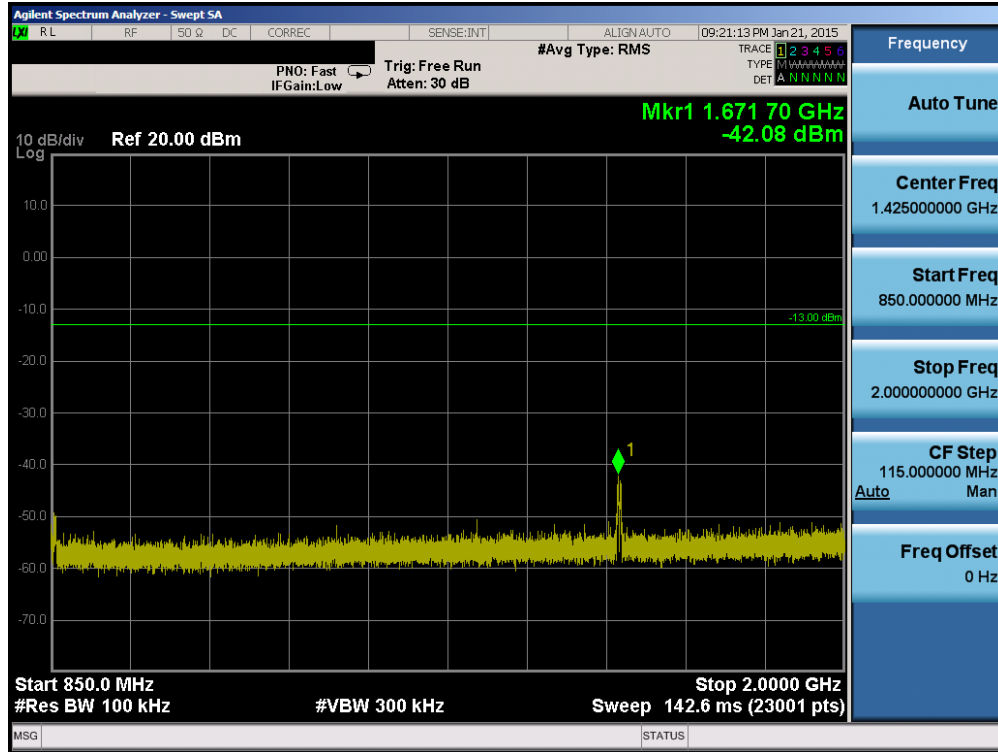 Agilent Spectrum Analyzer - Swept SA
LXI RL RF 50 Ω DC CORREC SENSE:INT ALIGN AUTO 09:21:13 PM Jan 21, 2015
#Avg Type: RMS TRACE 1 2 3 4 5 6
PNO: Fast Trig: Free Run TYPE M WWWWW
IFGain:Low Atten: 30 dB DET A N N N N N
Mkr1 1.671 70 GHz
-42.08 dBm
10 dB/div Ref 20.00 dBm
Log
10.0
0.00
-10.0
-13.00 dBm
-20.0
-30.0
1
-40.0
-50.0
-60.0
-70.0
Start 850.0 MHz Stop 2.0000 GHz
#Res BW 100 kHz #VBW 300 kHz Sweep 142.6 ms (23001 pts)
MSG STATUS
Frequency
Auto Tune
Center Freq
1.425000000 GHz
Start Freq
850.000000 MHz
Stop Freq
2.000000000 GHz
CF Step
115.000000 MHz
Auto Man
Freq Offset
0 Hz